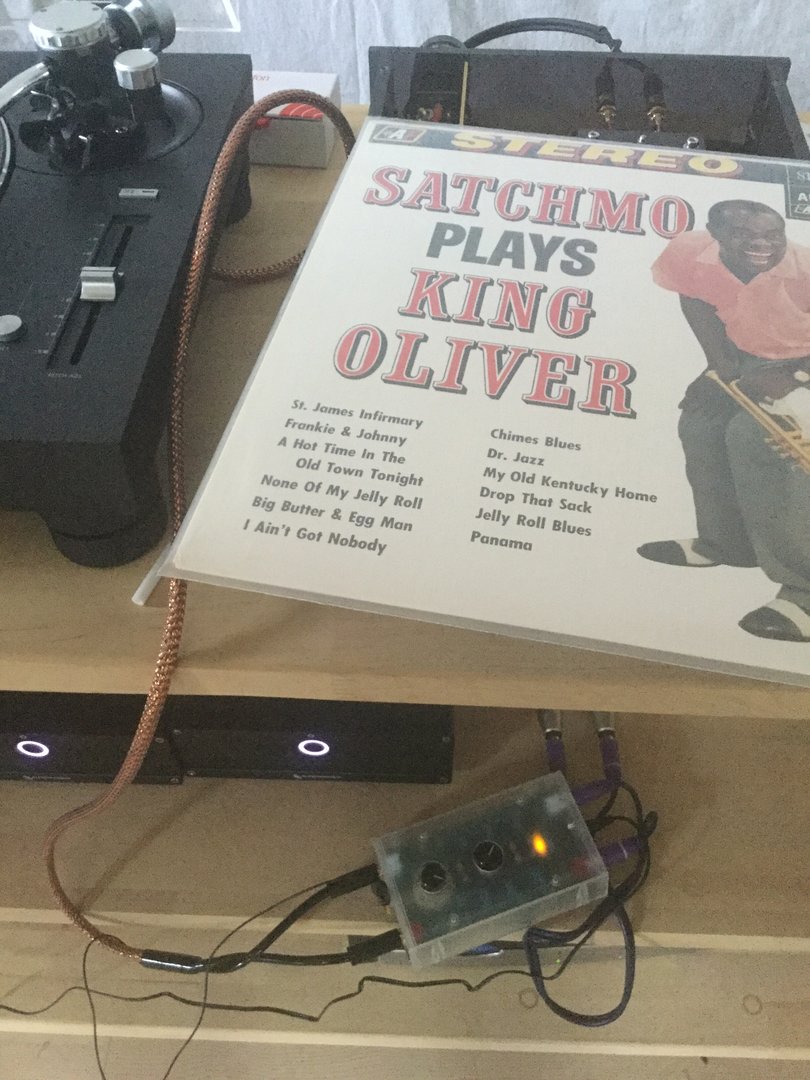 STEREO
SATCHMO
PLAYS
KING
OLIVER
St. James Infirmary
Frankie & Johnny
A Hot Time In The
Old Town Tonight
None Of My Jelly Roll
Big Butter & Egg Man
I Ain't Got Nobody
Chimes Blues
Dr. Jazz
My Old Kentucky Home
Drop That Sack
Jelly Roll Blues
Panama